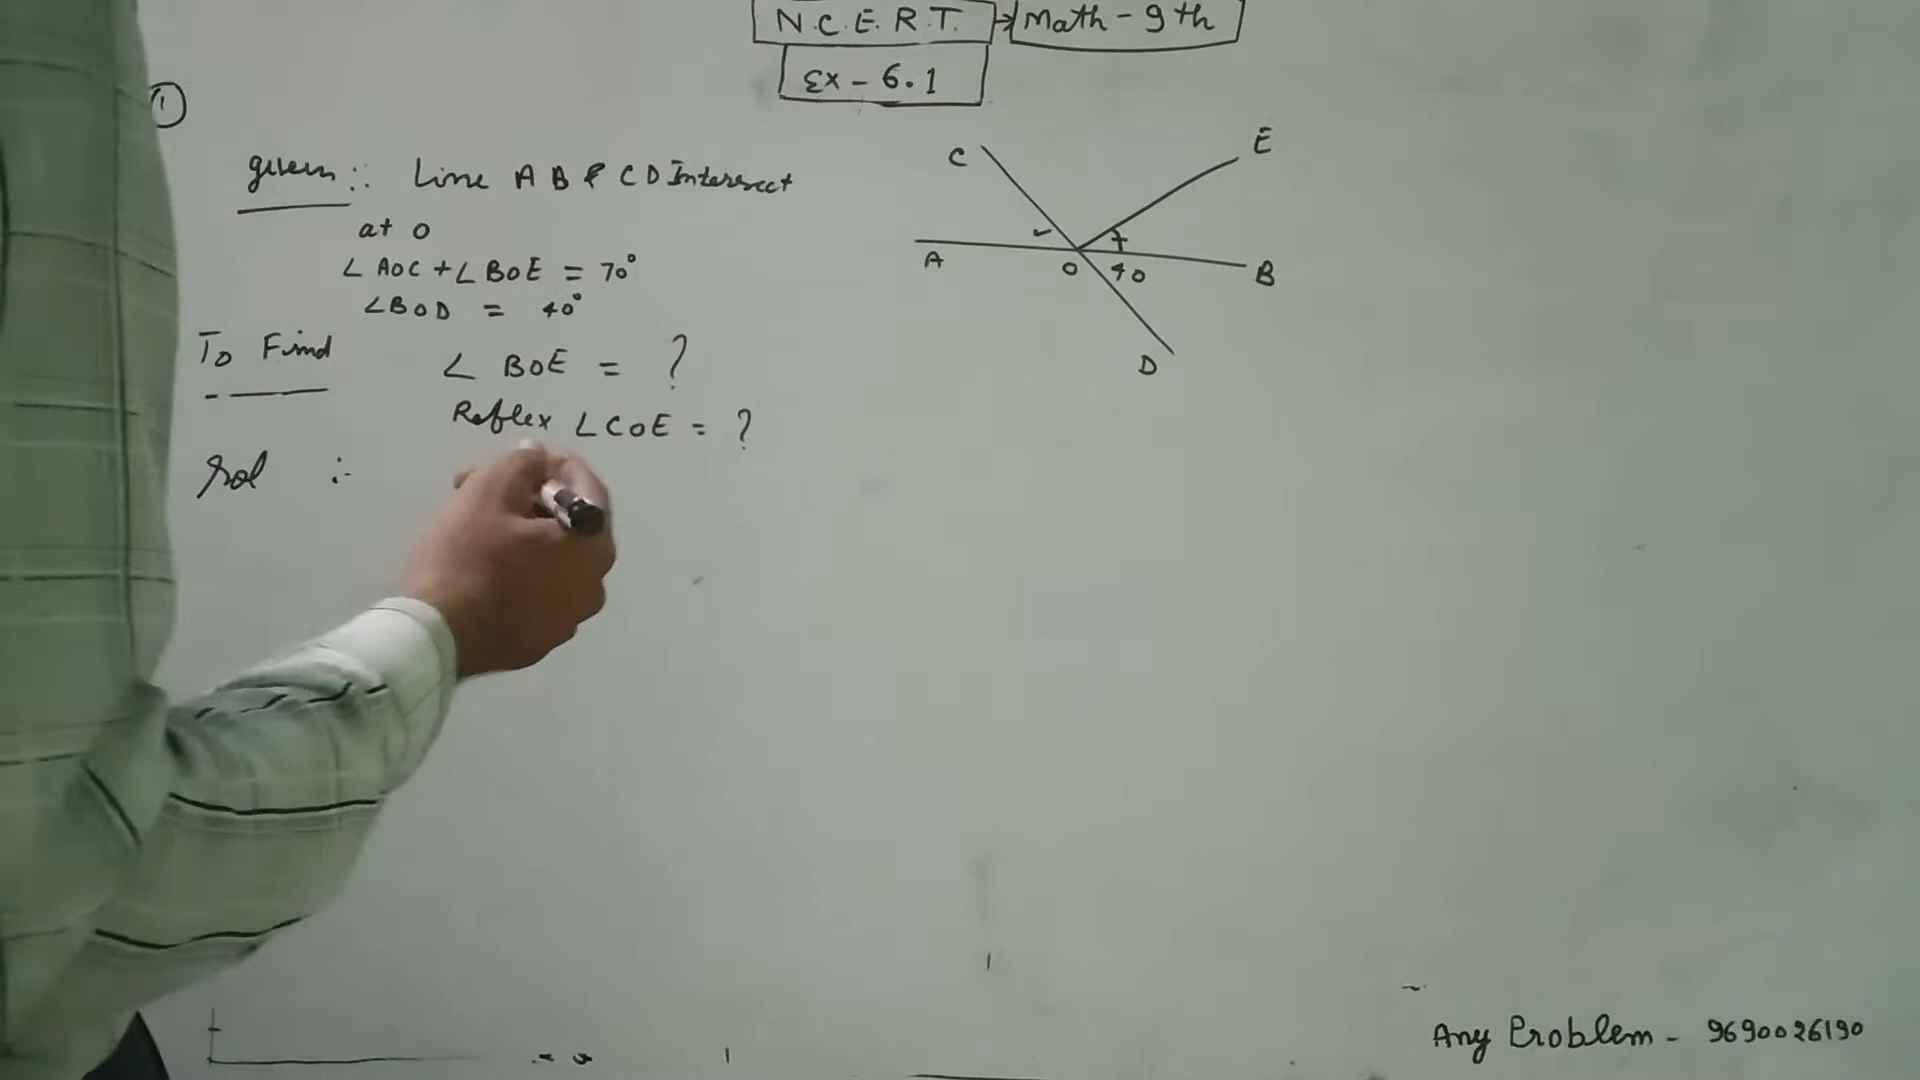 N.C.E.R.T. → Math - 9th
Ex - 6.1
①
given :: Line AB & CD Intersect
at O
∠AOC + ∠BOE = 70°
∠BOD = 40°
To Find
∠BOE = ?
Reflex ∠COE = ?
Sol :-
C
E
A
O
40
B
D
Any Problem - 9690026190